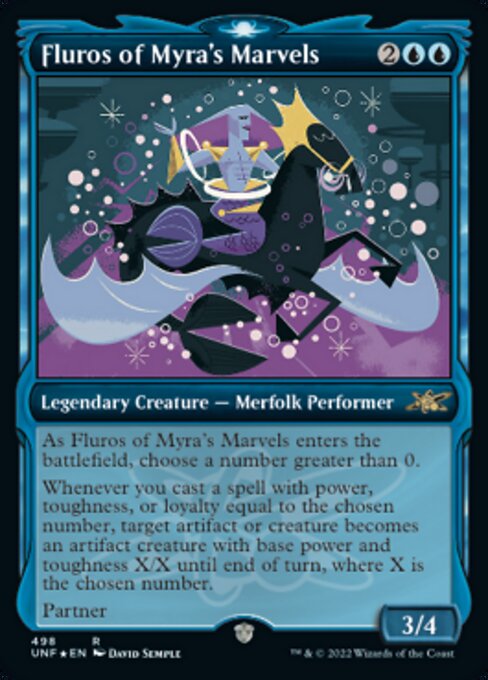 Fluros of Myra's Marvels 2
Legendary Creature — Merfolk Performer
As Fluros of Myra's Marvels enters the
battlefield, choose a number greater than 0.
Whenever you cast a spell with power,
toughness, or loyalty equal to the chosen
number, target artifact or creature becomes
an artifact creature with base power and
toughness X/X until end of turn, where X is
the chosen number.
Partner
3/4
498 R
UNF★EN DAVID SEMPLE
™ & © 2022 Wizards of the Coast